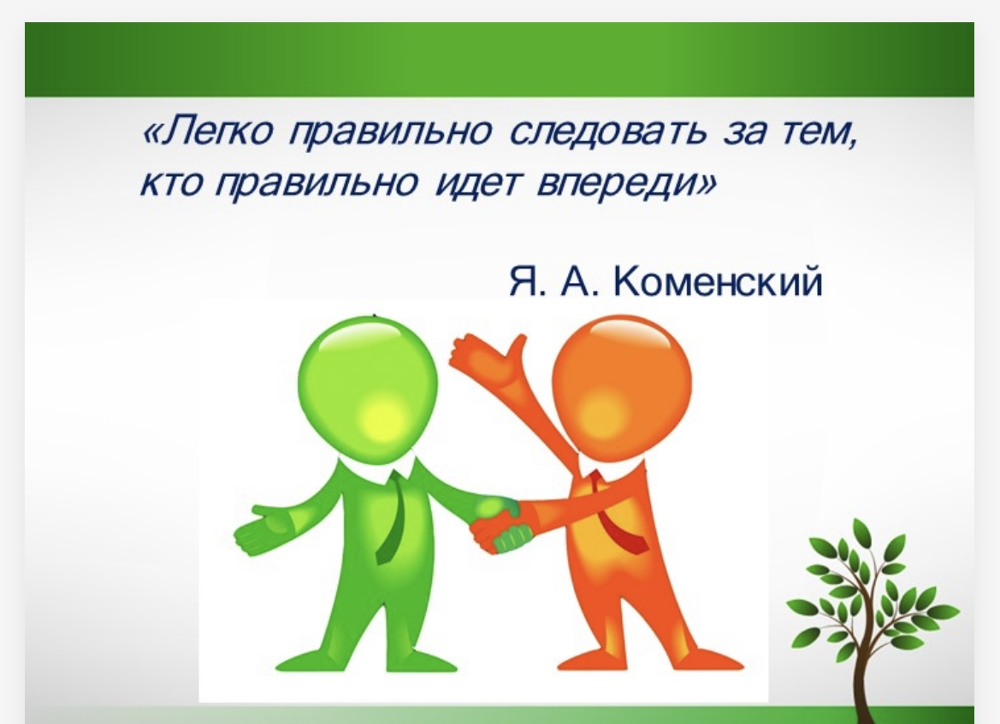 «Легко правильно следовать за тем,
кто правильно идет впереди»
Я. А. Коменский